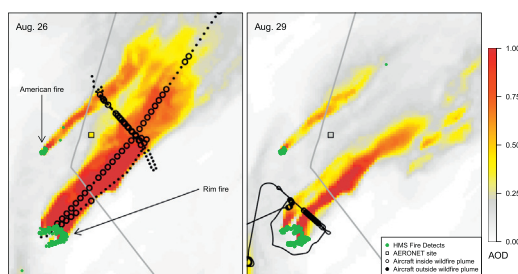 Aug. 26
American fire
Rim fire
Aug. 29
HMS Fire Detects
AERONET site
Aircraft inside wildfire plume
Aircraft outside wildfire plume
1.00
0.75
0.50
0.25
0.00
AOD